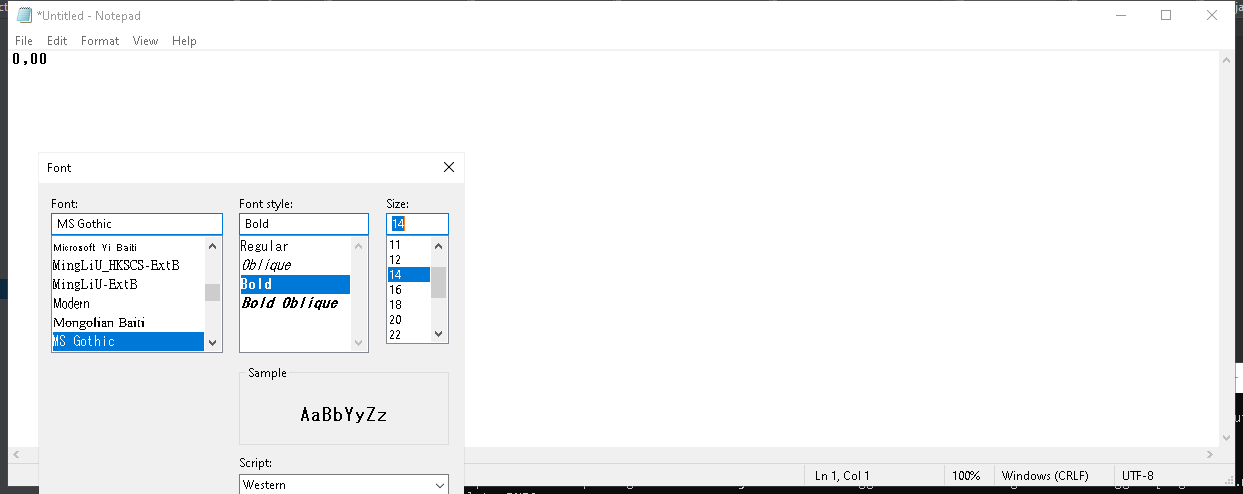 *Untitled - Notepad
File Edit Format View Help
0,00
Font
Font: Font style: Size:
MS Gothic Bold 14
Microsoft Yi Baiti
MingLiU_HKSCS-ExtB
MingLiU-ExtB
Modern
Mongolian Baiti
MS Gothic
Regular
Oblique
Bold
Bold Oblique
11
12
14
16
18
20
22
Sample
AaBbYyZz
Script:
Western
Ln 1, Col 1 100% Windows (CRLF) UTF-8